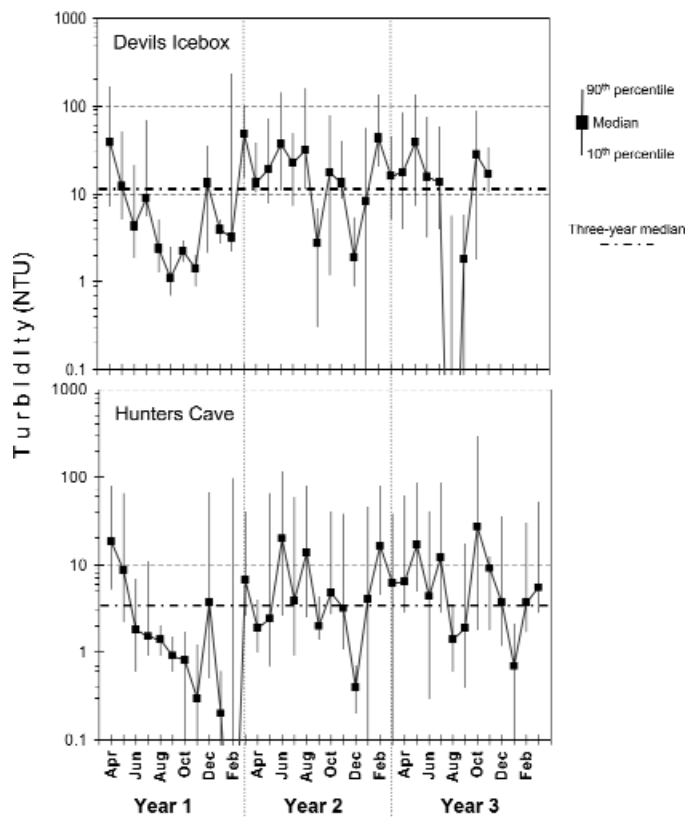 1000
Devils Icebox
100
10
1
0.1
90th percentile
Median
10th percentile
Three-year median
Turbidity (NTU)
1000
Hunters Cave
100
10
1
0.1
Apr Jun Aug Oct Dec Feb Apr Jun Aug Oct Dec Feb Apr Jun Aug Oct Dec Feb
Year 1 Year 2 Year 3